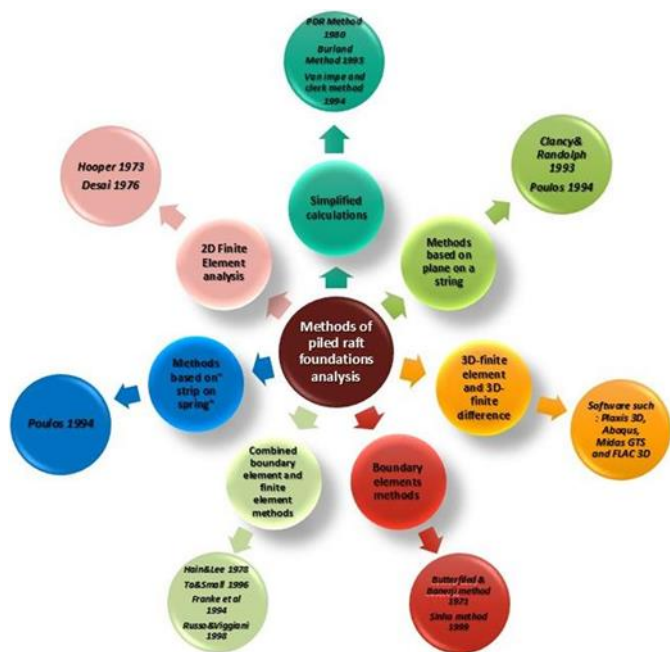 PDR Method
1980
Burland
Method 1993
Van impe and
clerk method
1994
Simplified
calculations
Clancy&
Randolph
1993
Poulos 1994
Methods
based on
plane on a
string
Hooper 1973
Desai 1976
2D Finite
Element
analysis
Methods of
piled raft
foundations
analysis
3D-finite
element and 3D-
finite difference
Software such
: Plaxis 3D,
Abaqus,
Midas GTS
and FLAC 3D
Methods
based on"
strip on
spring"
Poulos 1994
Combined
boundary
element and
finite
element
methods
Hain&Lee 1978
Ta&Small 1996
Franke et al
1994
Russo&Viggiani
1998
Boundary
elements
methods
Butterfiled &
Banerji method
1971
Sinha method
1999